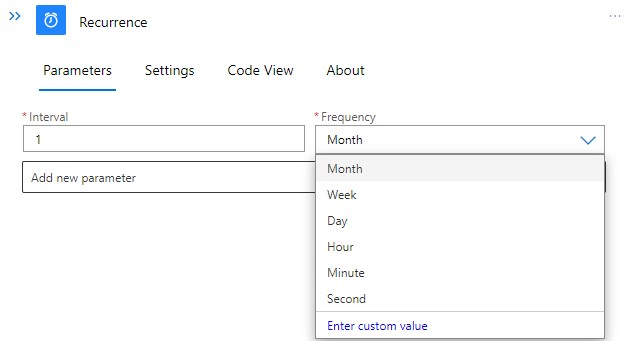 Recurrence
Parameters Settings Code View About
* Interval * Frequency
1 Month
Add new parameter
Month
Week
Day
Hour
Minute
Second
Enter custom value